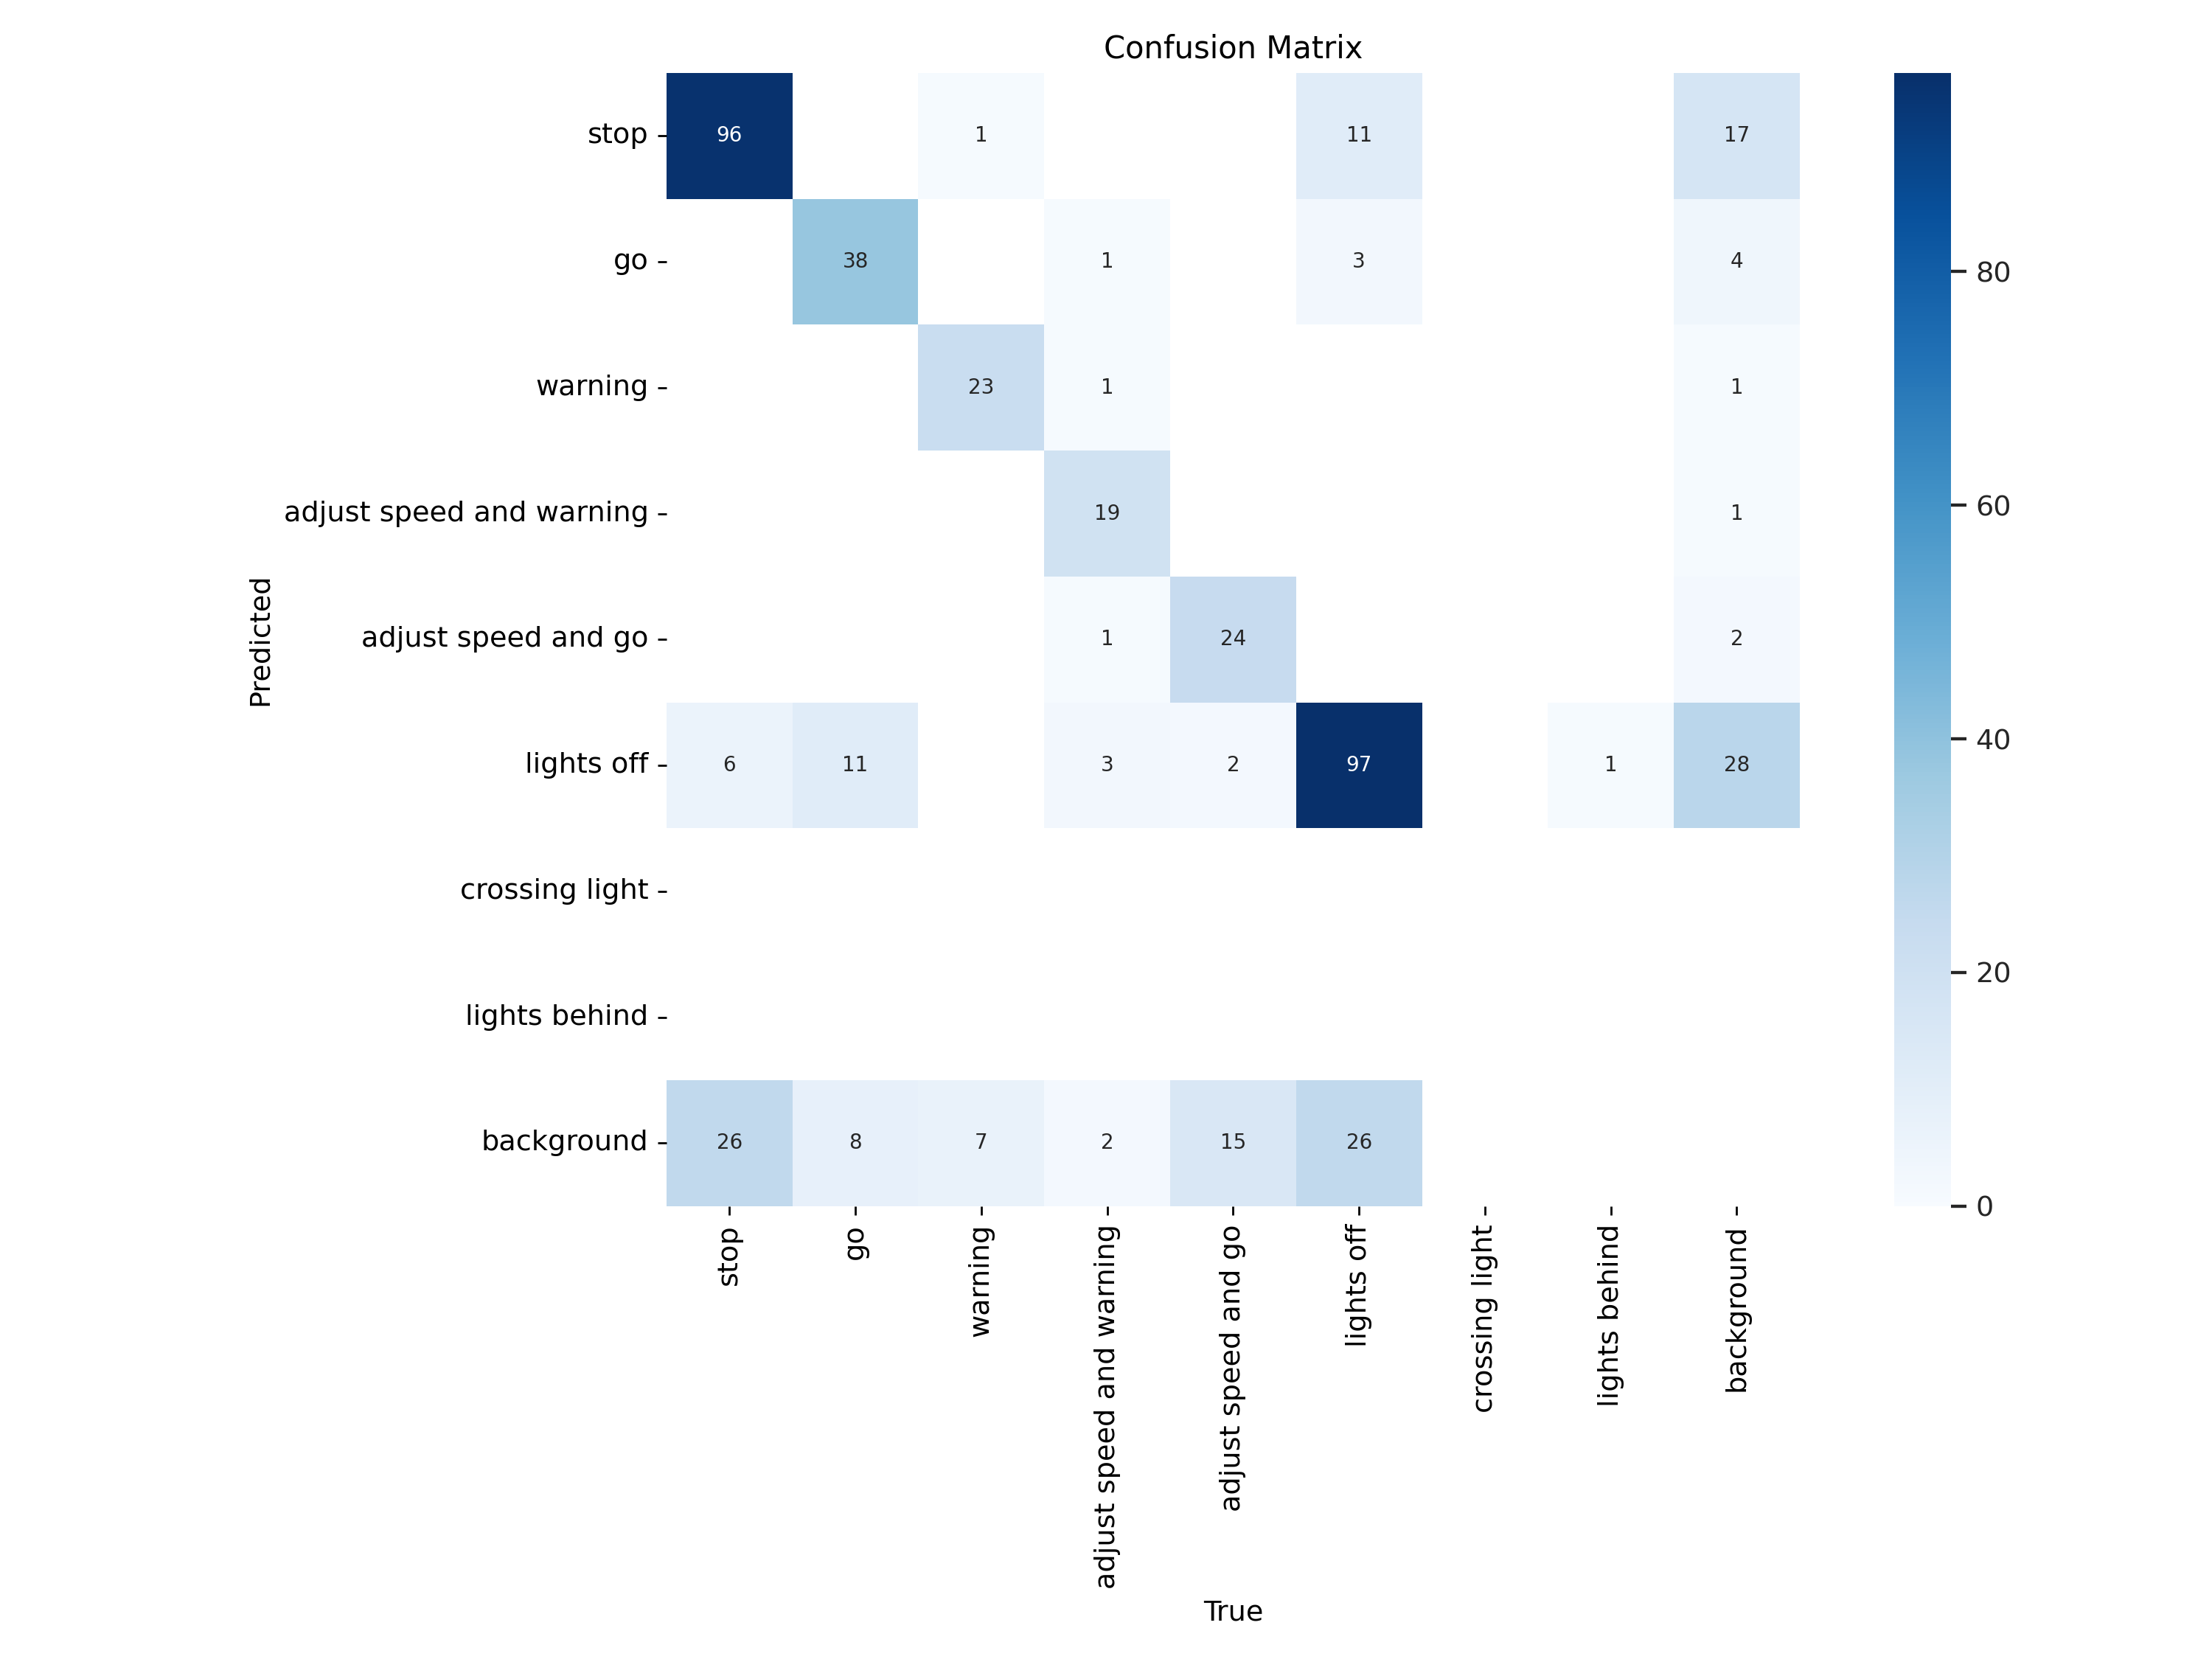 Confusion Matrix
stop 96 1 11 17
go 38 1 3 4
80
warning 23 1 1
60
adjust speed and warning 19 1
Predicted
adjust speed and go 1 24 2
40
lights off 6 11 3 2 97 1 28
crossing light
20
lights behind
background 26 8 7 2 15 26
0
stop
go
warning
adjust speed and warning
adjust speed and go
lights off
crossing light
lights behind
background
True